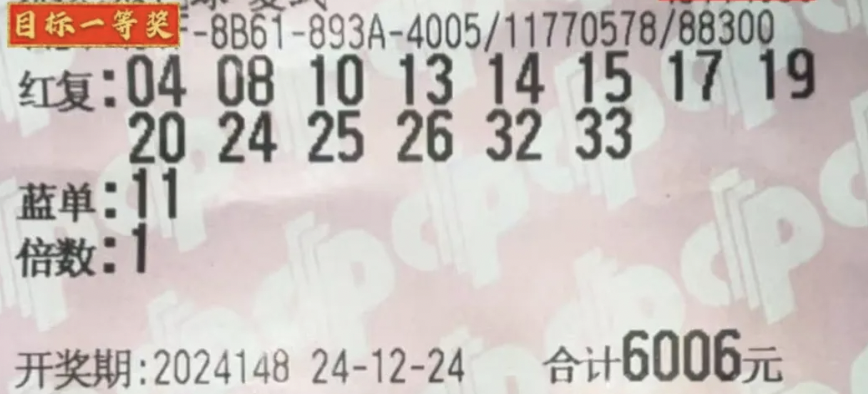 目标一等奖
-8B61-893A-4005/11770578/88300
红复:04 08 10 13 14 15 17 19
20 24 25 26 32 33
蓝单:11
倍数:1
开奖期:2024148 24-12-24 合计6006元